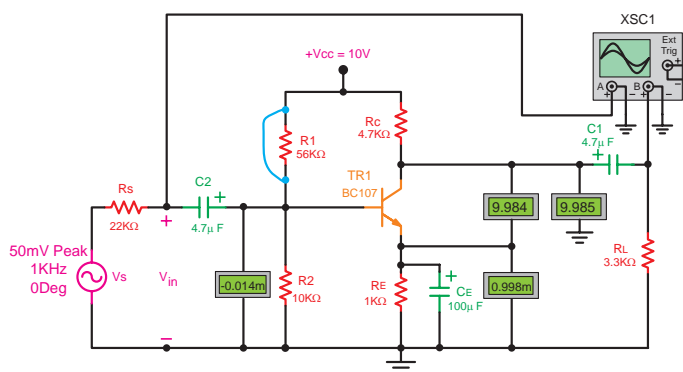 XSC1
Ext
Trig
+
−
A
B
+ −
+ −
+Vcc = 10V
R1
56KΩ
Rc
4.7KΩ
C1
4.7µ F
+
TR1
BC107
Rs
22KΩ
C2
+
4.7µ F
+
9.984
9.985
50mV Peak
1KHz
0Deg
Vs
Vin
-0.014m
R2
10KΩ
RE
1KΩ
+
CE
100µ F
0.998m
RL
3.3KΩ
−